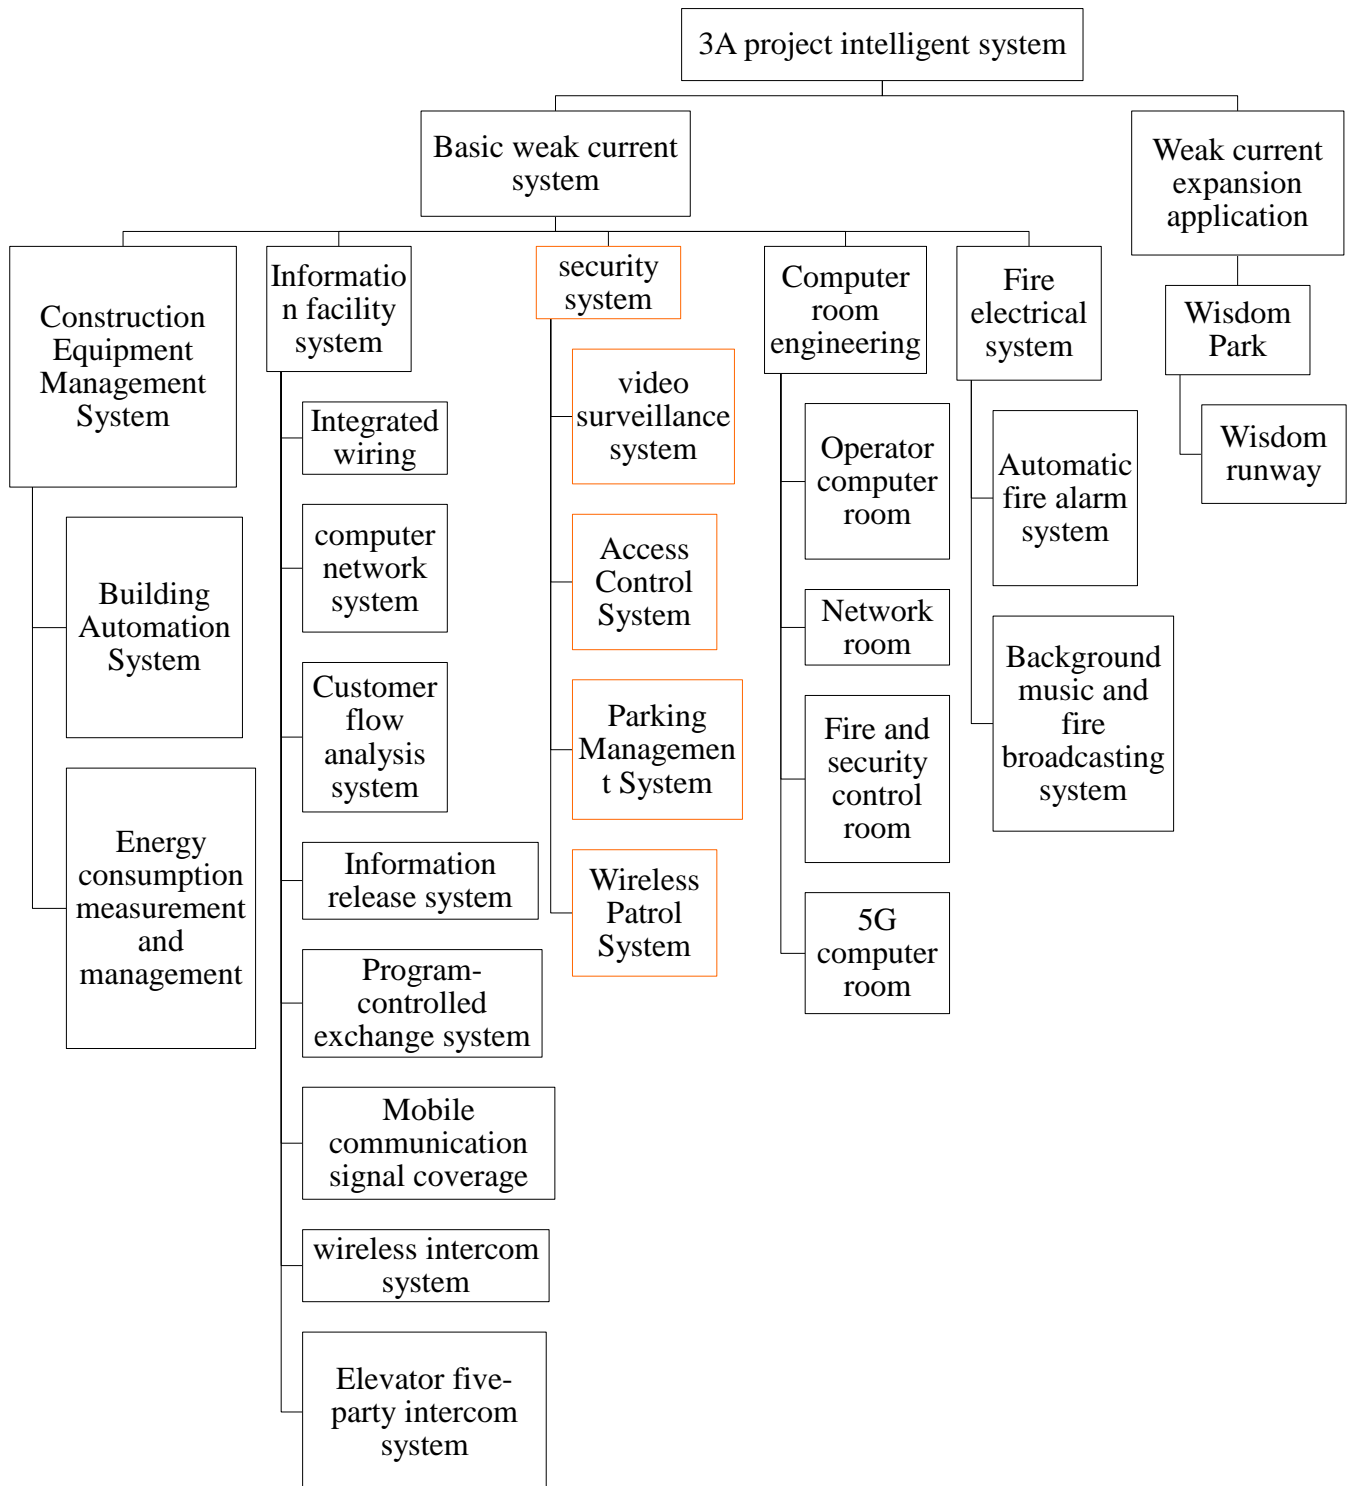 3A project intelligent system
Basic weak current
system
Weak current
expansion
application
Construction
Equipment
Management
System
Building
Automation
System
Energy
consumption
measurement
and
management
Informatio
n facility
system
Integrated
wiring
computer
network
system
Customer
flow
analysis
system
Information
release system
Program-
controlled
exchange system
Mobile
communication
signal coverage
wireless intercom
system
Elevator five-
party intercom
system
security
system
video
surveillance
system
Access
Control
System
Parking
Managemen
t System
Wireless
Patrol
System
Computer
room
engineering
Operator
computer
room
Network
room
Fire and
security
control
room
5G
computer
room
Fire
electrical
system
Automatic
fire alarm
system
Background
music and
fire
broadcasting
system
Wisdom
Park
Wisdom
runway